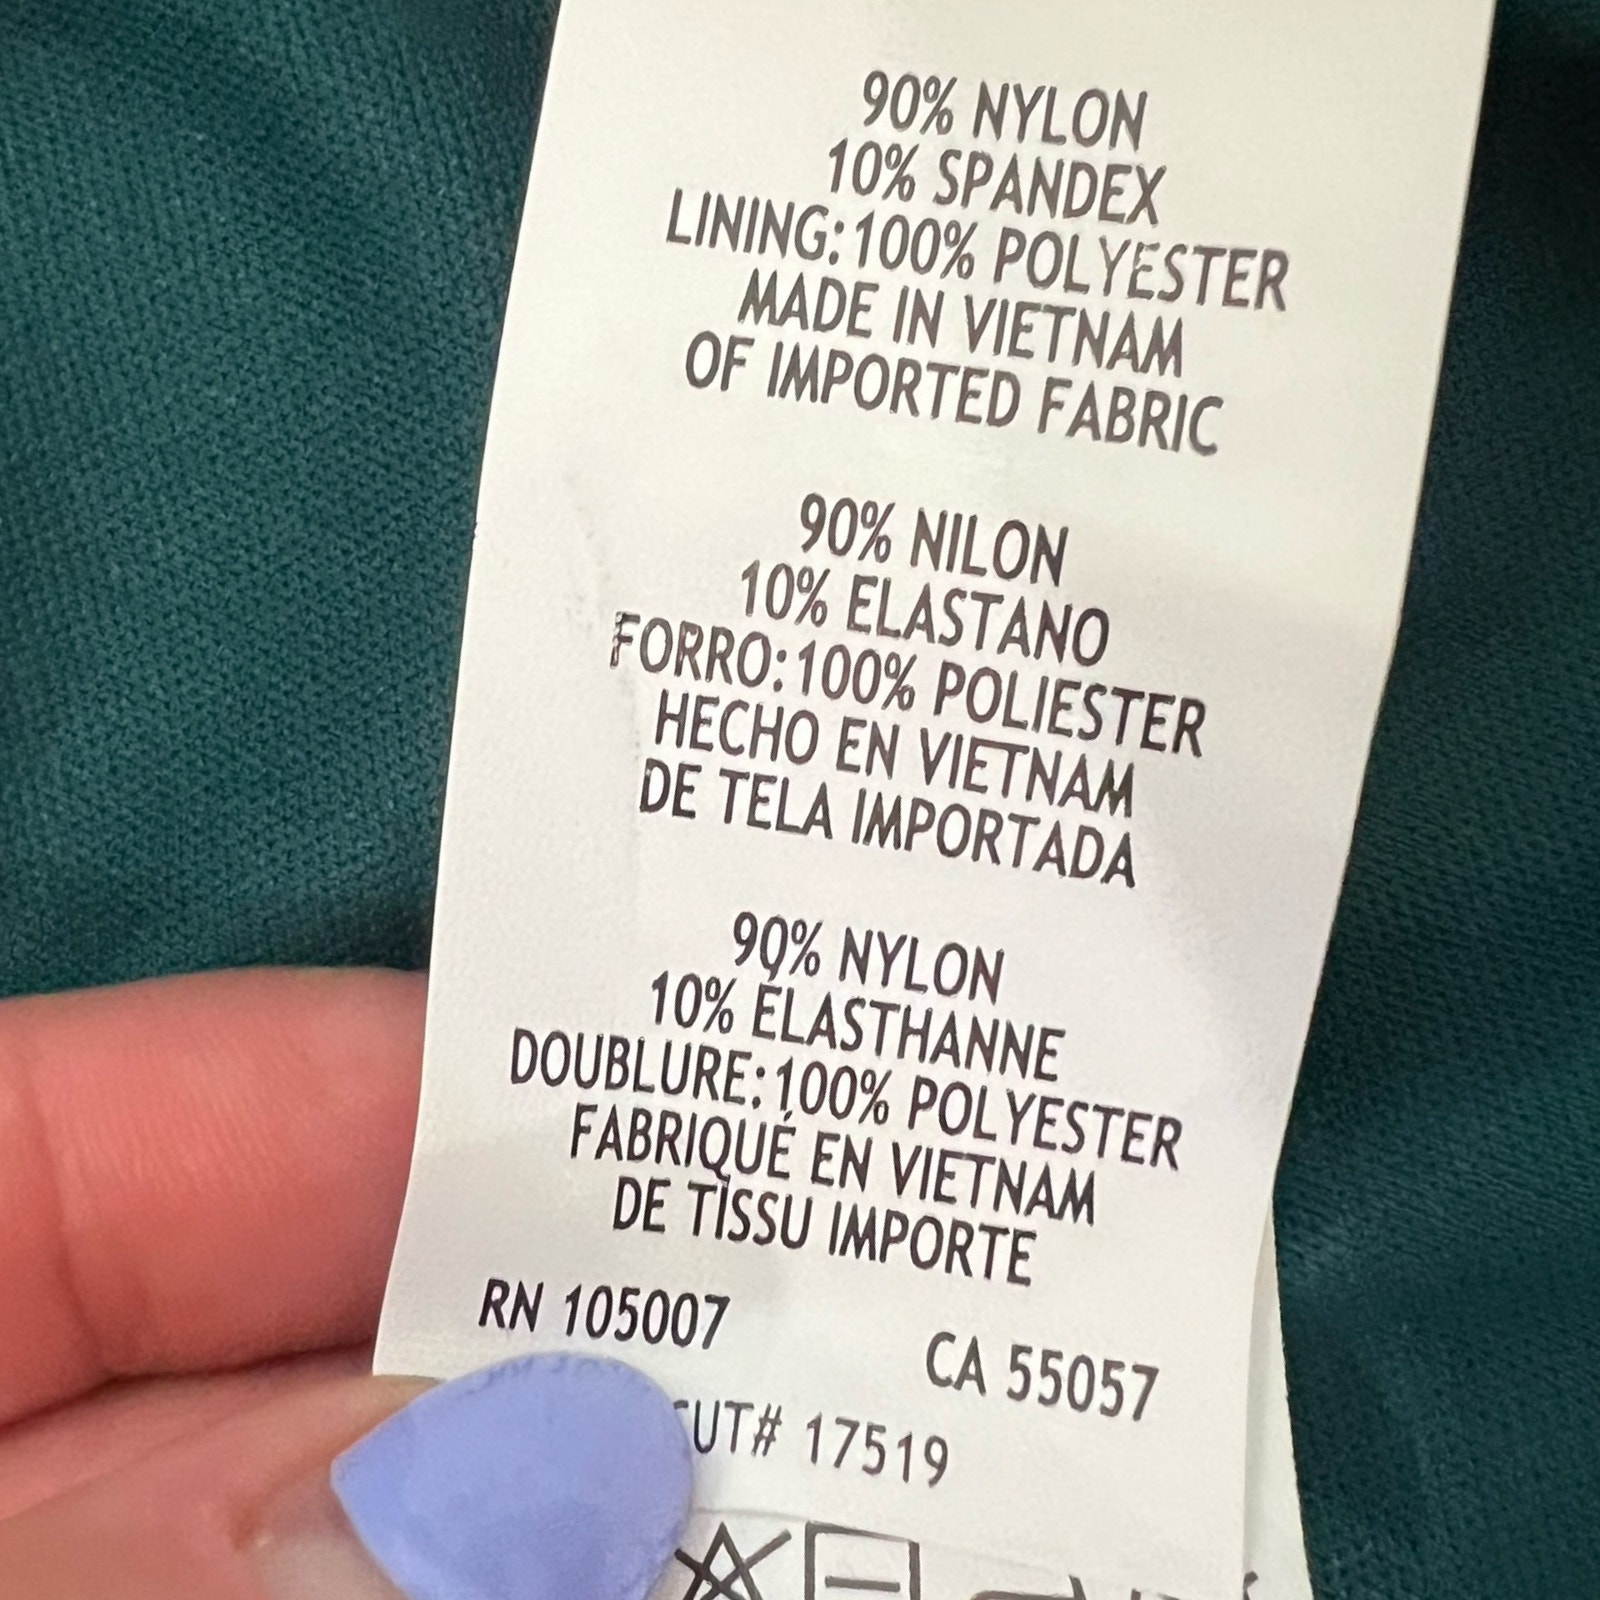 90% NYLON
10% SPANDEX
LINING:100% POLYESTER
MADE IN VIETNAM
OF IMPORTED FABRIC
90% NILON
10% ELASTANO
FORRO:100% POLIESTER
HECHO EN VIETNAM
DE TELA IMPORTADA
90% NYLON
10% ÉLASTHANNE
DOUBLURE:100% POLYESTER
FABRIQUÉ EN VIETNAM
DE TISSU IMPORTE
RN 105007
CA 55057
CUT# 17519